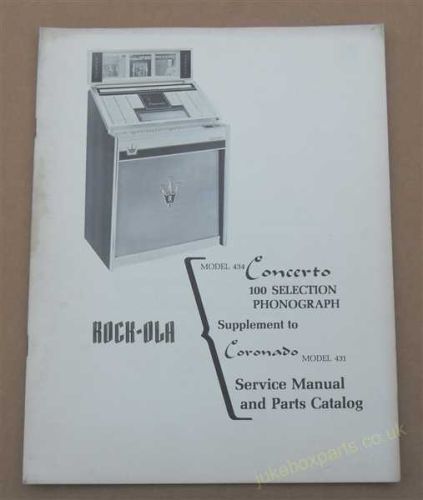 MODEL 434 Concerto
100 SELECTION
PHONOGRAPH
ROCK-OLA
Supplement to
Coronado MODEL 431
Service Manual
and Parts Catalog
jukeboxparts.co.uk